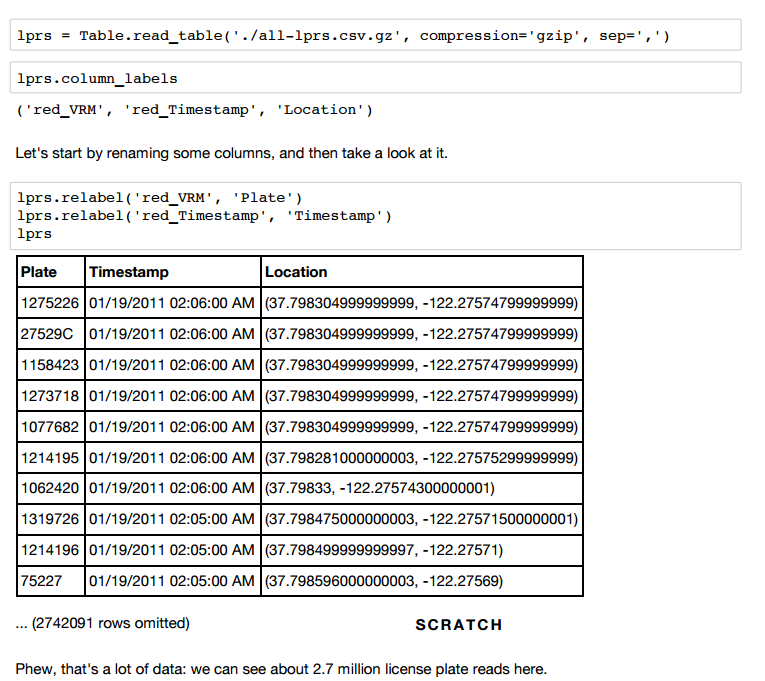 lprs = Table.read_table('./all-lprs.csv.gz', compression='gzip', sep=',')
lprs.column_labels
('red_VRM', 'red_Timestamp', 'Location')
Let's start by renaming some columns, and then take a look at it.
lprs.relabel('red_VRM', 'Plate')
lprs.relabel('red_Timestamp', 'Timestamp')
lprs
Plate Timestamp Location
1275226 01/19/2011 02:06:00 AM (37.798304999999999, -122.27574799999999)
27529C 01/19/2011 02:06:00 AM (37.798304999999999, -122.27574799999999)
1158423 01/19/2011 02:06:00 AM (37.798304999999999, -122.27574799999999)
1273718 01/19/2011 02:06:00 AM (37.798304999999999, -122.27574799999999)
1077682 01/19/2011 02:06:00 AM (37.798304999999999, -122.27574799999999)
1214195 01/19/2011 02:06:00 AM (37.798281000000003, -122.27575299999999)
1062420 01/19/2011 02:06:00 AM (37.79833, -122.27574300000001)
1319726 01/19/2011 02:05:00 AM (37.798475000000003, -122.27571500000001)
1214196 01/19/2011 02:05:00 AM (37.798499999999997, -122.27571)
75227 01/19/2011 02:05:00 AM (37.798596000000003, -122.27569)
... (2742091 rows omitted)
SCRATCH
Phew, that's a lot of data: we can see about 2.7 million license plate reads here.